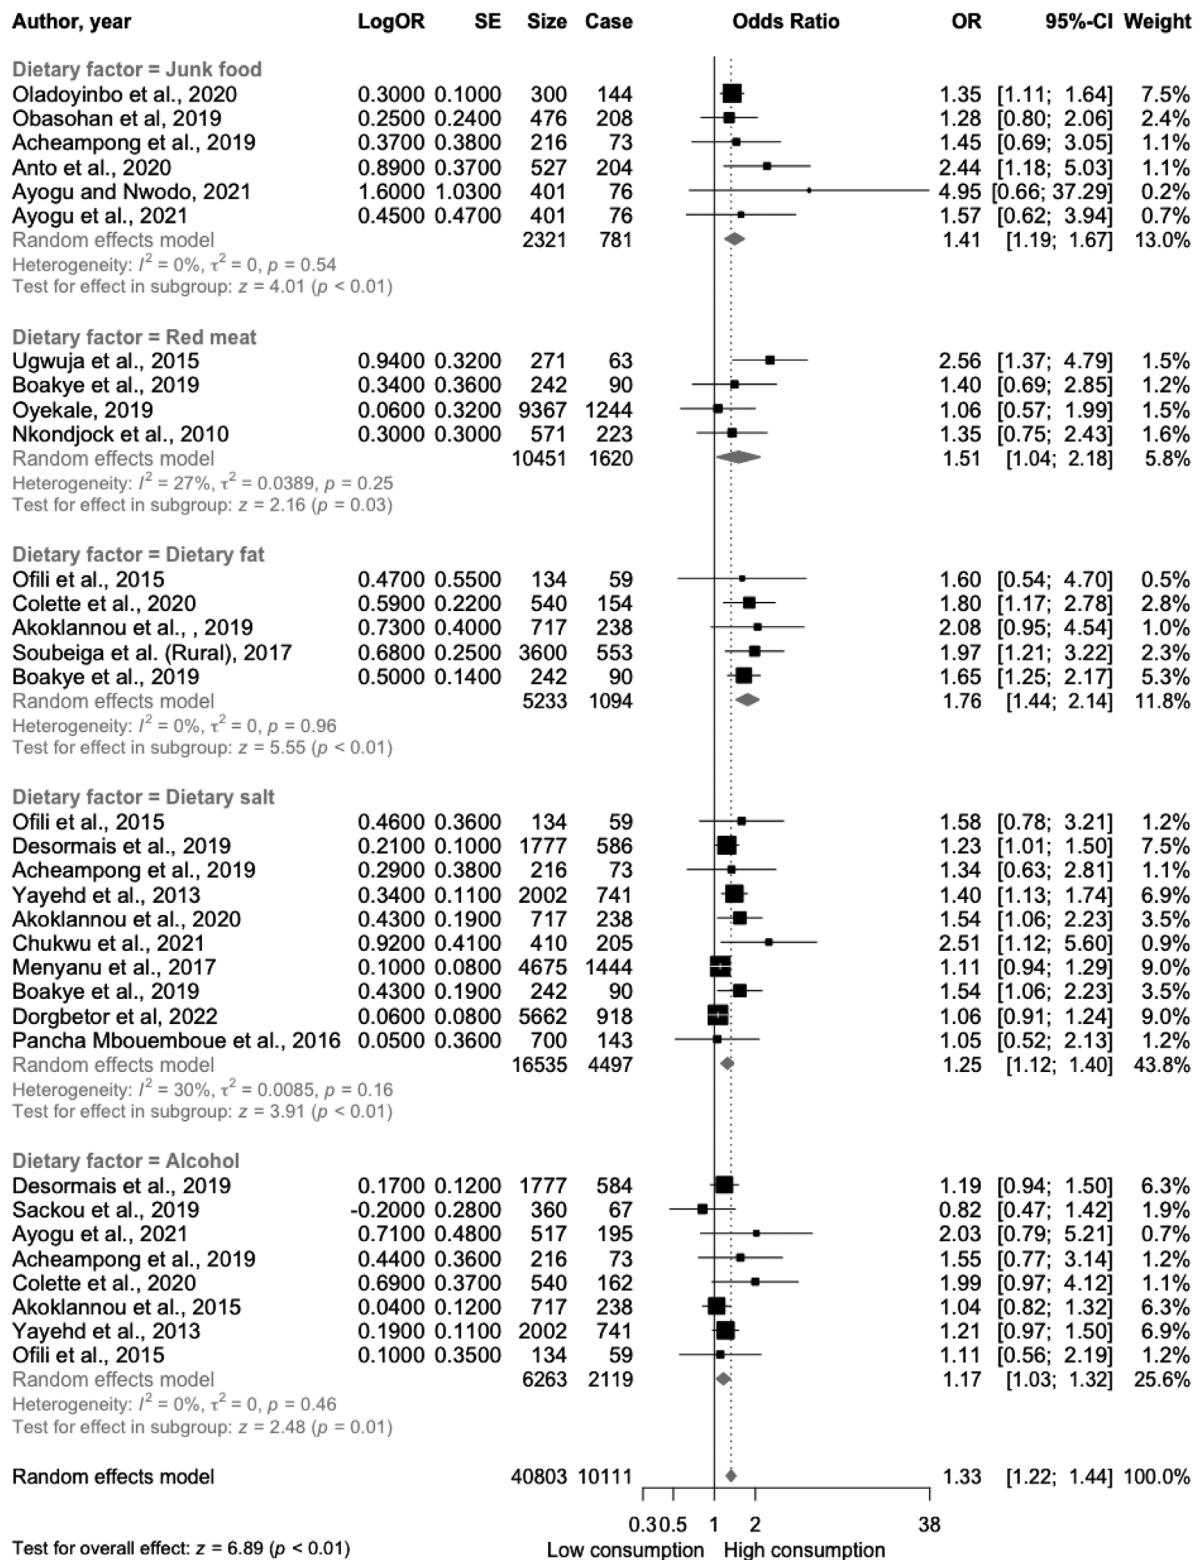 Author, year LogOR SE Size Case Odds Ratio OR 95%-CI Weight
Dietary factor = Junk food
Oladoyinbo et al., 2020 0.3000 0.1000 300 144 1.35 [1.11; 1.64] 7.5%
Obasohan et al, 2019 0.2500 0.2400 476 208 1.28 [0.80; 2.06] 2.4%
Acheampong et al., 2019 0.3700 0.3800 216 73 1.45 [0.69; 3.05] 1.1%
Anto et al., 2020 0.8900 0.3700 527 204 2.44 [1.18; 5.03] 1.1%
Ayogu and Nwodo, 2021 1.6000 1.0300 401 76 4.95 [0.66; 37.29] 0.2%
Ayogu et al., 2021 0.4500 0.4700 401 76 1.57 [0.62; 3.94] 0.7%
Random effects model 2321 781 1.41 [1.19; 1.67] 13.0%
Heterogeneity: I² = 0%, τ² = 0, p = 0.54
Test for effect in subgroup: z = 4.01 (p < 0.01)
Dietary factor = Red meat
Ugwuja et al., 2015 0.9400 0.3200 271 63 2.56 [1.37; 4.79] 1.5%
Boakye et al., 2019 0.3400 0.3600 242 90 1.40 [0.69; 2.85] 1.2%
Oyekale, 2019 0.0600 0.3200 9367 1244 1.06 [0.57; 1.99] 1.5%
Nkondjock et al., 2010 0.3000 0.3000 571 223 1.35 [0.75; 2.43] 1.6%
Random effects model 10451 1620 1.51 [1.04; 2.18] 5.8%
Heterogeneity: I² = 27%, τ² = 0.0389, p = 0.25
Test for effect in subgroup: z = 2.16 (p = 0.03)
Dietary factor = Dietary fat
Ofili et al., 2015 0.4700 0.5500 134 59 1.60 [0.54; 4.70] 0.5%
Colette et al., 2020 0.5900 0.2200 540 154 1.80 [1.17; 2.78] 2.8%
Akoklannou et al., , 2019 0.7300 0.4000 717 238 2.08 [0.95; 4.54] 1.0%
Soubeiga et al. (Rural), 2017 0.6800 0.2500 3600 553 1.97 [1.21; 3.22] 2.3%
Boakye et al., 2019 0.5000 0.1400 242 90 1.65 [1.25; 2.17] 5.3%
Random effects model 5233 1094 1.76 [1.44; 2.14] 11.8%
Heterogeneity: I² = 0%, τ² = 0, p = 0.96
Test for effect in subgroup: z = 5.55 (p < 0.01)
Dietary factor = Dietary salt
Ofili et al., 2015 0.4600 0.3600 134 59 1.58 [0.78; 3.21] 1.2%
Desormais et al., 2019 0.2100 0.1000 1777 586 1.23 [1.01; 1.50] 7.5%
Acheampong et al., 2019 0.2900 0.3800 216 73 1.34 [0.63; 2.81] 1.1%
Yayehd et al., 2013 0.3400 0.1100 2002 741 1.40 [1.13; 1.74] 6.9%
Akoklannou et al., 2020 0.4300 0.1900 717 238 1.54 [1.06; 2.23] 3.5%
Chukwu et al., 2021 0.9200 0.4100 410 205 2.51 [1.12; 5.60] 0.9%
Menyanu et al., 2017 0.1000 0.0800 4675 1444 1.11 [0.94; 1.29] 9.0%
Boakye et al., 2019 0.4300 0.1900 242 90 1.54 [1.06; 2.23] 3.5%
Dorgbetor et al, 2022 0.0600 0.0800 5662 918 1.06 [0.91; 1.24] 9.0%
Pancha Mbouemboue et al., 2016 0.0500 0.3600 700 143 1.05 [0.52; 2.13] 1.2%
Random effects model 16535 4497 1.25 [1.12; 1.40] 43.8%
Heterogeneity: I² = 30%, τ² = 0.0085, p = 0.16
Test for effect in subgroup: z = 3.91 (p < 0.01)
Dietary factor = Alcohol
Desormais et al., 2019 0.1700 0.1200 1777 584 1.19 [0.94; 1.50] 6.3%
Sackou et al., 2019 -0.2000 0.2800 360 67 0.82 [0.47; 1.42] 1.9%
Ayogu et al., 2021 0.7100 0.4800 517 195 2.03 [0.79; 5.21] 0.7%
Acheampong et al., 2019 0.4400 0.3600 216 73 1.55 [0.77; 3.14] 1.2%
Colette et al., 2020 0.6900 0.3700 540 162 1.99 [0.97; 4.12] 1.1%
Akoklannou et al., 2015 0.0400 0.1200 717 238 1.04 [0.82; 1.32] 6.3%
Yayehd et al., 2013 0.1900 0.1100 2002 741 1.21 [0.97; 1.50] 6.9%
Ofili et al., 2015 0.1000 0.3500 134 59 1.11 [0.56; 2.19] 1.2%
Random effects model 6263 2119 1.17 [1.03; 1.32] 25.6%
Heterogeneity: I² = 0%, τ² = 0, p = 0.46
Test for effect in subgroup: z = 2.48 (p = 0.01)
Random effects model 40803 10111 1.33 [1.22; 1.44] 100.0%
0.3 0.5 1 2 38
Test for overall effect: z = 6.89 (p < 0.01) Low consumption High consumption